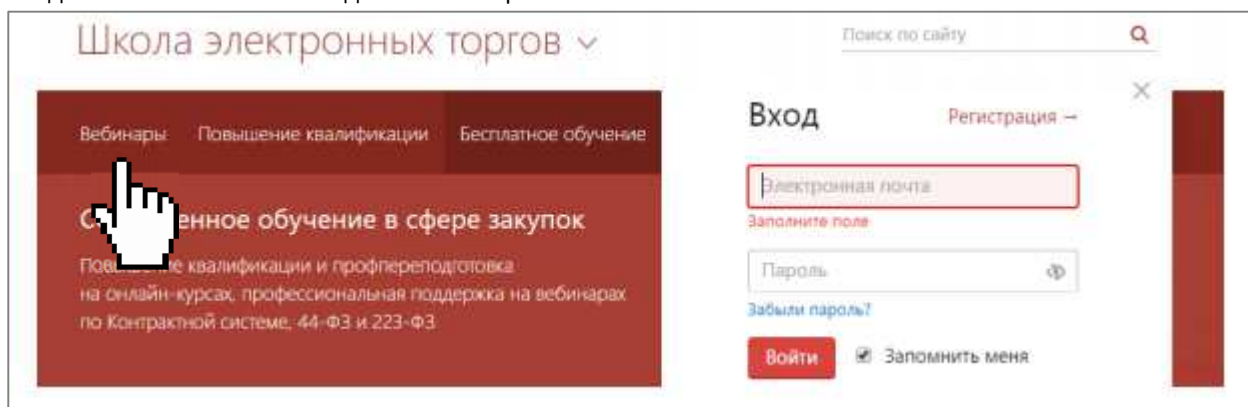 Школа электронных торгов
Поиск по сайту
Вебинары Повышение квалификации Бесплатное обучение
енное обучение в сфере закупок
Повышение квалификации и профпереподготовка
на онлайн-курсах, профессиональная поддержка на вебинарах
по Контрактной системе, 44-ФЗ и 223-ФЗ
Вход
Регистрация →
Электронная почта
Заполните поле
Пароль
Забыли пароль?
Войти Запомнить меня